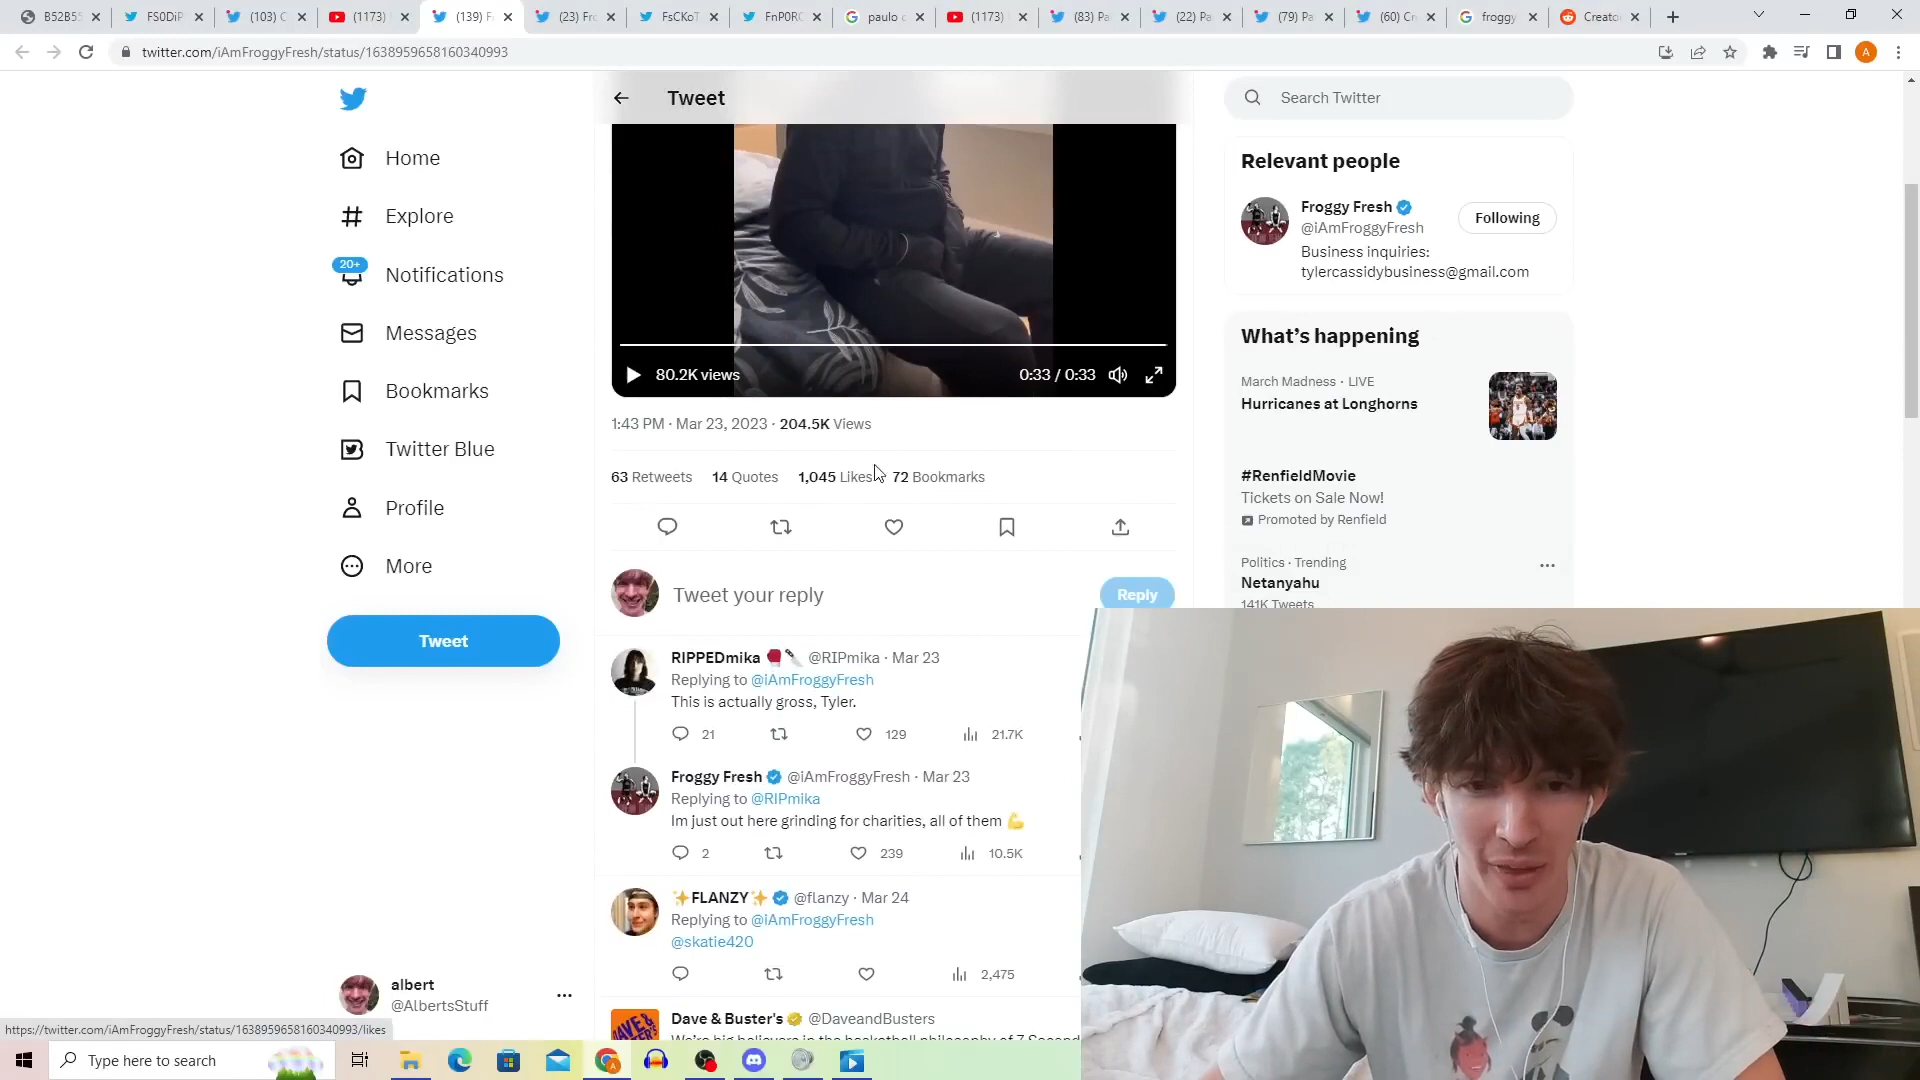 B52B5
FS0DiP
(103) C
(1173)
(139) F
(23) Fr
FsCKoT
FnP0RC
paulo c
(1173)
(83) Pa
(22) Pa
(79) Pa
(60) Cr
froggy
Creato
twitter.com/iAmFroggyFresh/status/1638959658160340993
A
Tweet
Search Twitter
Home
Explore
20+
Notifications
Messages
Bookmarks
Twitter Blue
Profile
More
Tweet
albert
@AlbertsStuff
80.2K views
0:33 / 0:33
1:43 PM · Mar 23, 2023 · 204.5K Views
63 Retweets 14 Quotes 1,045 Likes 72 Bookmarks
Tweet your reply
Reply
RIPPEDmika 🥊🔪 @RIPmika · Mar 23
Replying to @iAmFroggyFresh
This is actually gross, Tyler.
21 129 21.7K
Froggy Fresh @iAmFroggyFresh · Mar 23
Replying to @RIPmika
Im just out here grinding for charities, all of them 💪
2 239 10.5K
✨FLANZY✨ @flanzy · Mar 24
Replying to @iAmFroggyFresh
@skatie420
2,475
Dave & Buster's @DaveandBusters
Relevant people
Froggy Fresh
@iAmFroggyFresh
Following
Business inquiries:
tylercassidybusiness@gmail.com
What's happening
March Madness · LIVE
Hurricanes at Longhorns
#RenfieldMovie
Tickets on Sale Now!
Promoted by Renfield
Politics · Trending
Netanyahu
141K Tweets
https://twitter.com/iAmFroggyFresh/status/1638959658160340993/likes
Type here to search